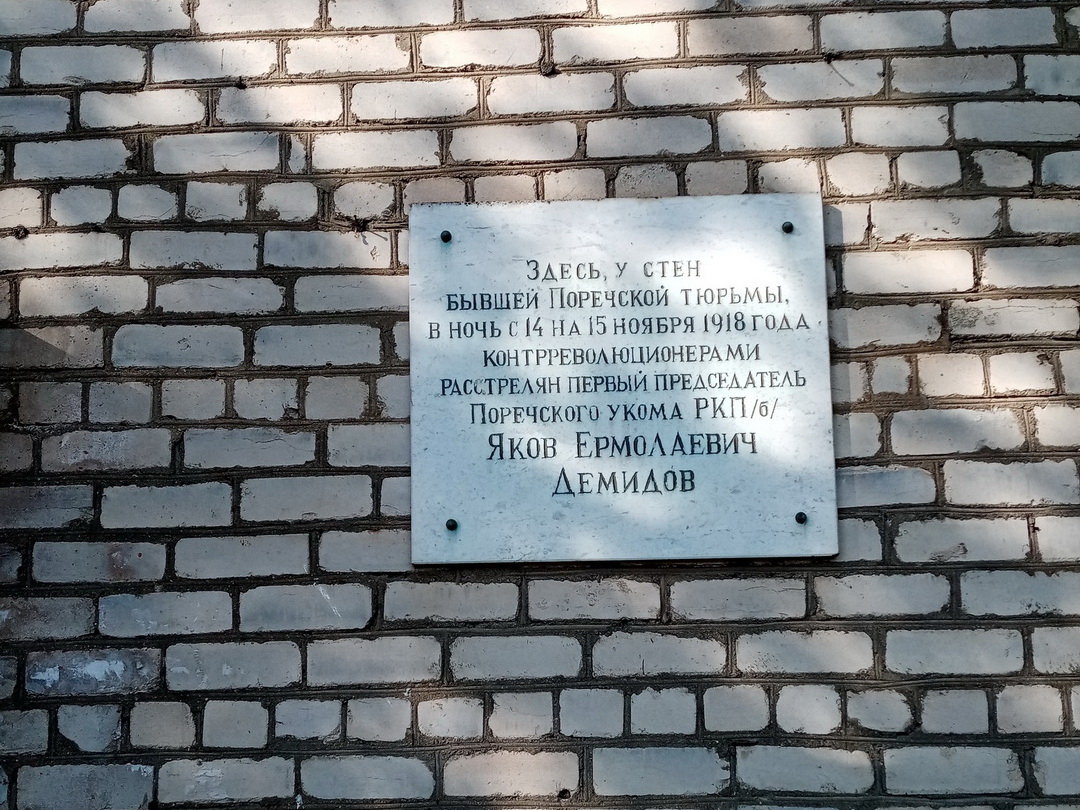 Здесь, у стен
бывшей Поречской тюрьмы,
в ночь с 14 на 15 ноября 1918 года
контрреволюционерами
расстрелян первый председатель
Поречского укома РКП/б/
Яков Ермолаевич
Демидов